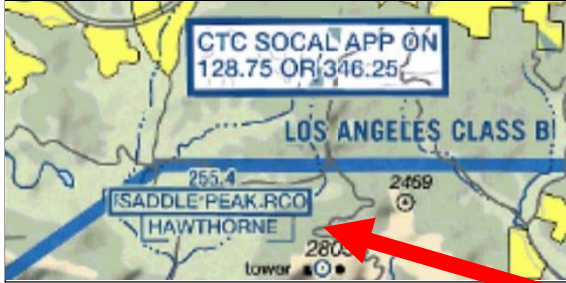 CTC SOCAL APP ON
128.75 OR 346.25
LOS ANGELES CLASS B
255.4
SADDLE PEAK RCO
HAWTHORNE
2469
2805
tower